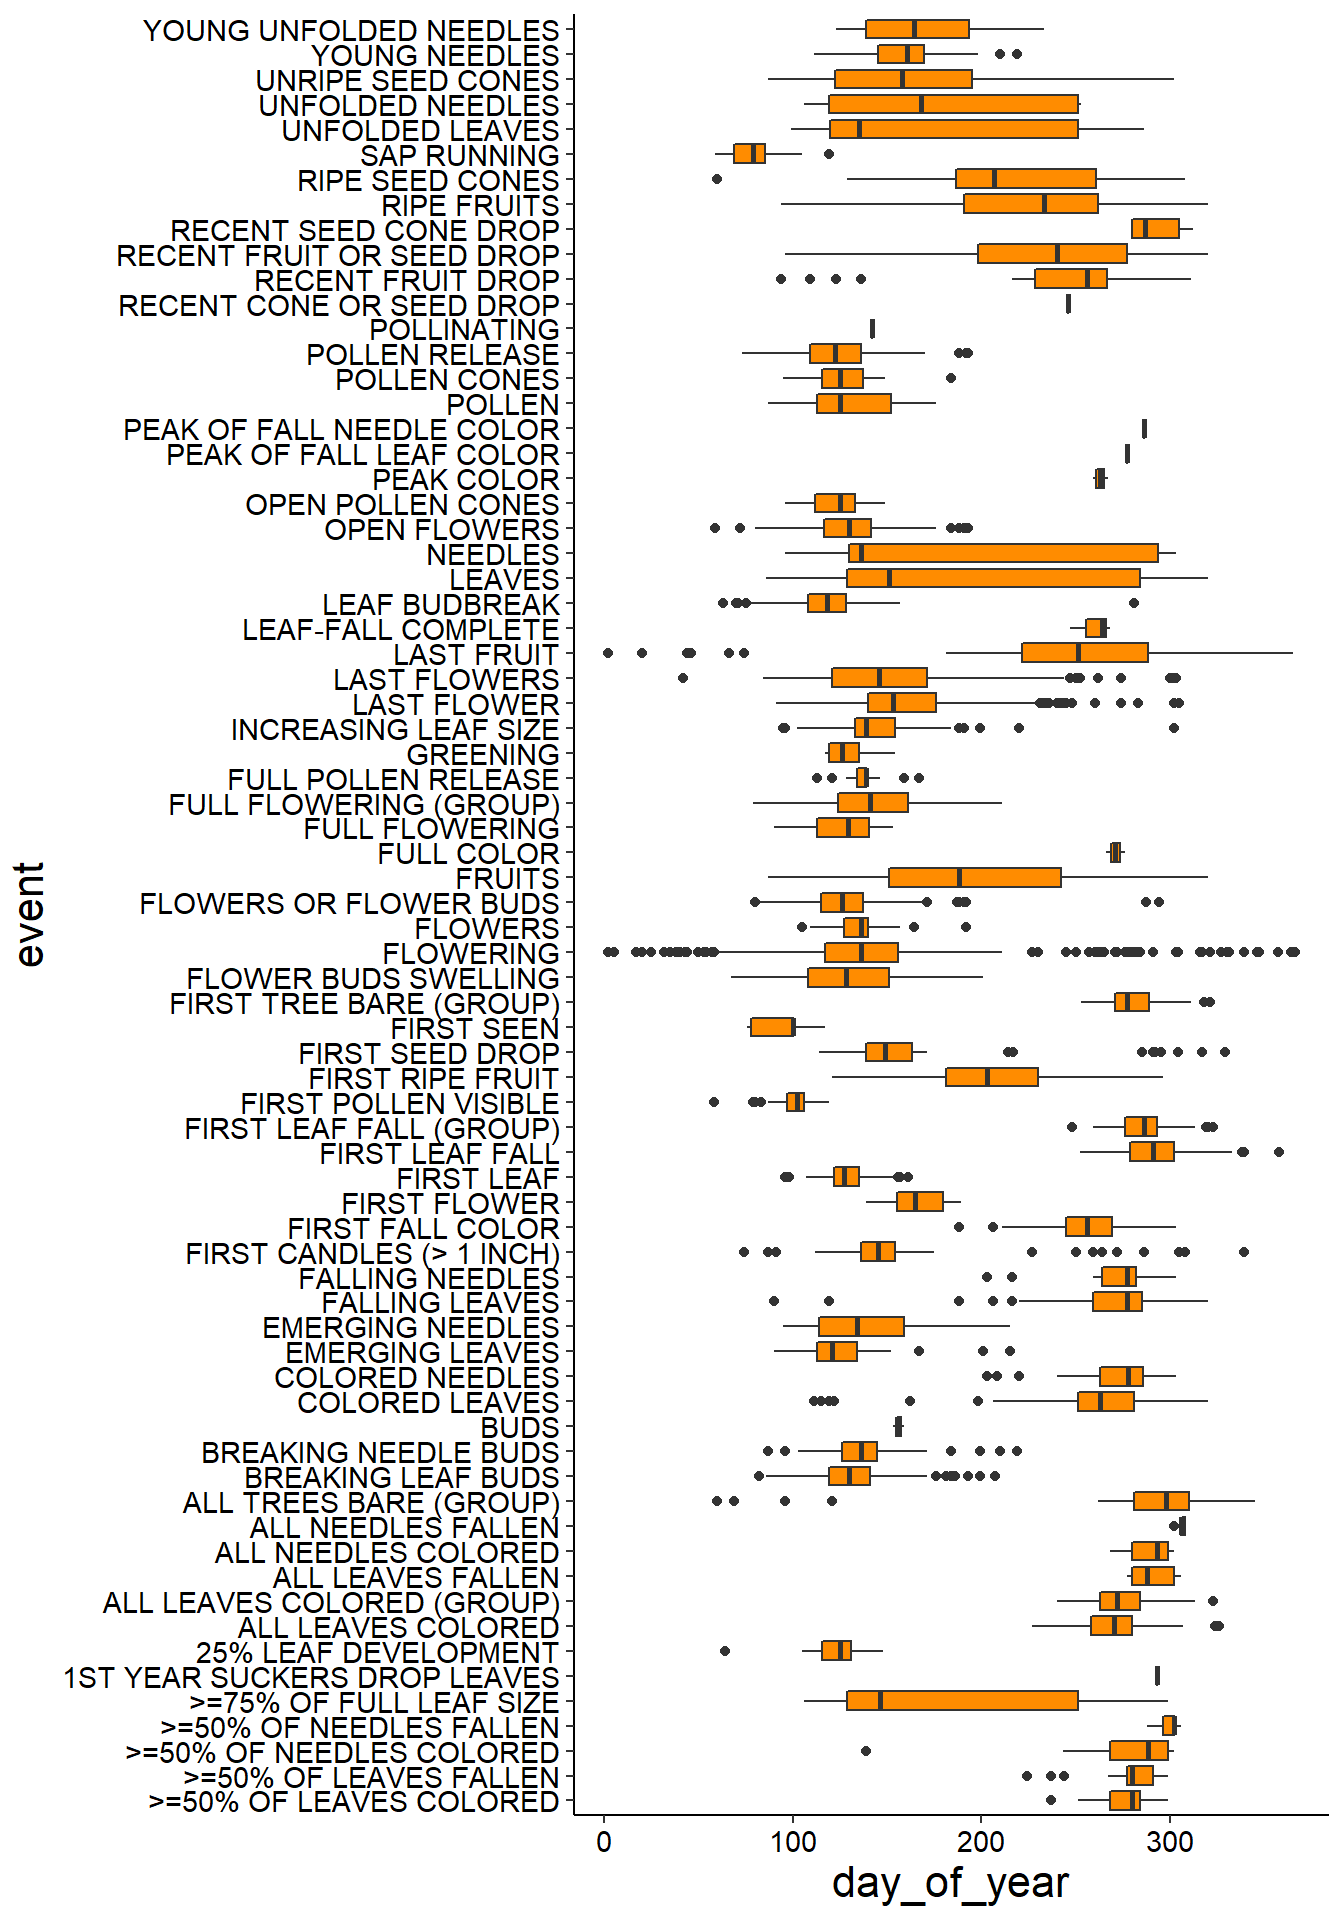 YOUNG UNFOLDED NEEDLES
YOUNG NEEDLES
UNRIPE SEED CONES
UNFOLDED NEEDLES
UNFOLDED LEAVES
SAP RUNNING
RIPE SEED CONES
RIPE FRUITS
RECENT SEED CONE DROP
RECENT FRUIT OR SEED DROP
RECENT FRUIT DROP
RECENT CONE OR SEED DROP
POLLINATING
POLLEN RELEASE
POLLEN CONES
POLLEN
PEAK OF FALL NEEDLE COLOR
PEAK OF FALL LEAF COLOR
PEAK COLOR
OPEN POLLEN CONES
OPEN FLOWERS
NEEDLES
LEAVES
LEAF BUDBREAK
LEAF-FALL COMPLETE
LAST FRUIT
LAST FLOWERS
LAST FLOWER
INCREASING LEAF SIZE
GREENING
FULL POLLEN RELEASE
FULL FLOWERING (GROUP)
FULL FLOWERING
FULL COLOR
FRUITS
FLOWERS OR FLOWER BUDS
FLOWERS
FLOWERING
FLOWER BUDS SWELLING
FIRST TREE BARE (GROUP)
FIRST SEEN
FIRST SEED DROP
FIRST RIPE FRUIT
FIRST POLLEN VISIBLE
FIRST LEAF FALL (GROUP)
FIRST LEAF FALL
FIRST LEAF
FIRST FLOWER
FIRST FALL COLOR
FIRST CANDLES (> 1 INCH)
FALLING NEEDLES
FALLING LEAVES
EMERGING NEEDLES
EMERGING LEAVES
COLORED NEEDLES
COLORED LEAVES
BUDS
BREAKING NEEDLE BUDS
BREAKING LEAF BUDS
ALL TREES BARE (GROUP)
ALL NEEDLES FALLEN
ALL NEEDLES COLORED
ALL LEAVES FALLEN
ALL LEAVES COLORED (GROUP)
ALL LEAVES COLORED
25% LEAF DEVELOPMENT
1ST YEAR SUCKERS DROP LEAVES
>=75% OF FULL LEAF SIZE
>=50% OF NEEDLES FALLEN
>=50% OF NEEDLES COLORED
>=50% OF LEAVES FALLEN
>=50% OF LEAVES COLORED
event
0 100 200 300
day_of_year